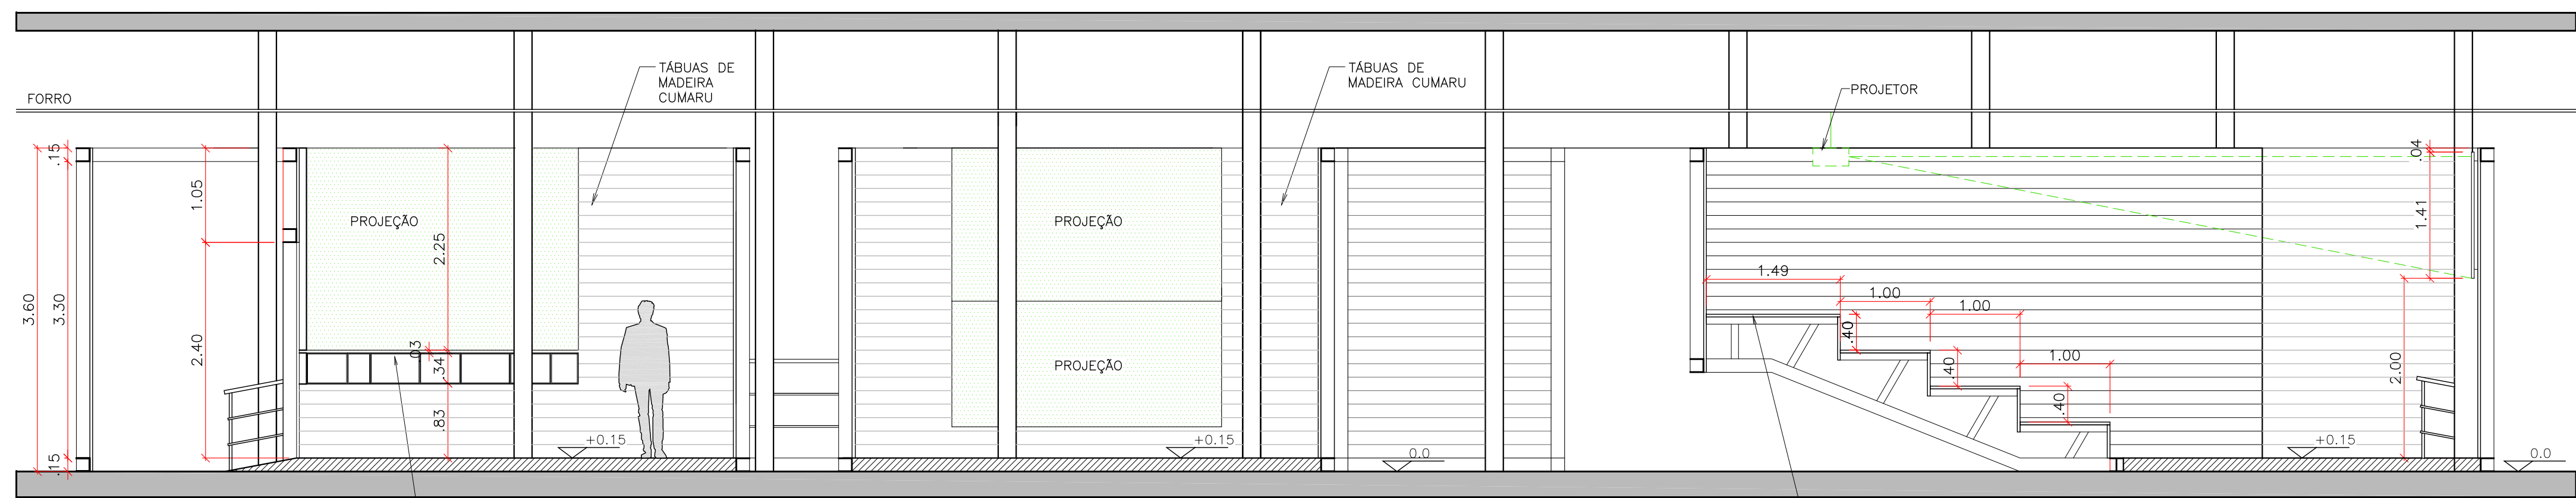 TÁBUAS DE
MADEIRA
CUMARU
TÁBUAS DE
MADEIRA CUMARU
PROJETOR
FORRO
.15
1.05
PROJEÇÃO
2.25
3.60
3.30
2.40
.03
.34
.83
.15
+0.15
PROJEÇÃO
PROJEÇÃO
+0.15
0.0
1.49
1.00
1.00
1.00
.40
.40
.40
.04
1.41
2.00
+0.15
0.0